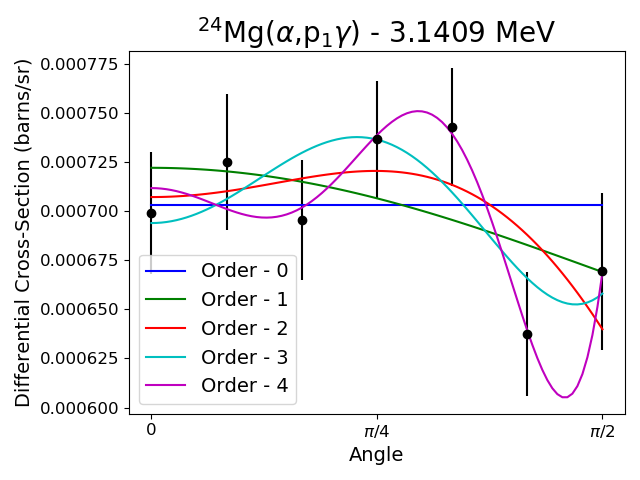 ²⁴Mg(α,p₁γ) - 3.1409 MeV
Differential Cross-Section (barns/sr)
0.000775
0.000750
0.000725
0.000700
0.000675
0.000650
0.000625
0.000600
Order - 0
Order - 1
Order - 2
Order - 3
Order - 4
0 π/4 π/2
Angle